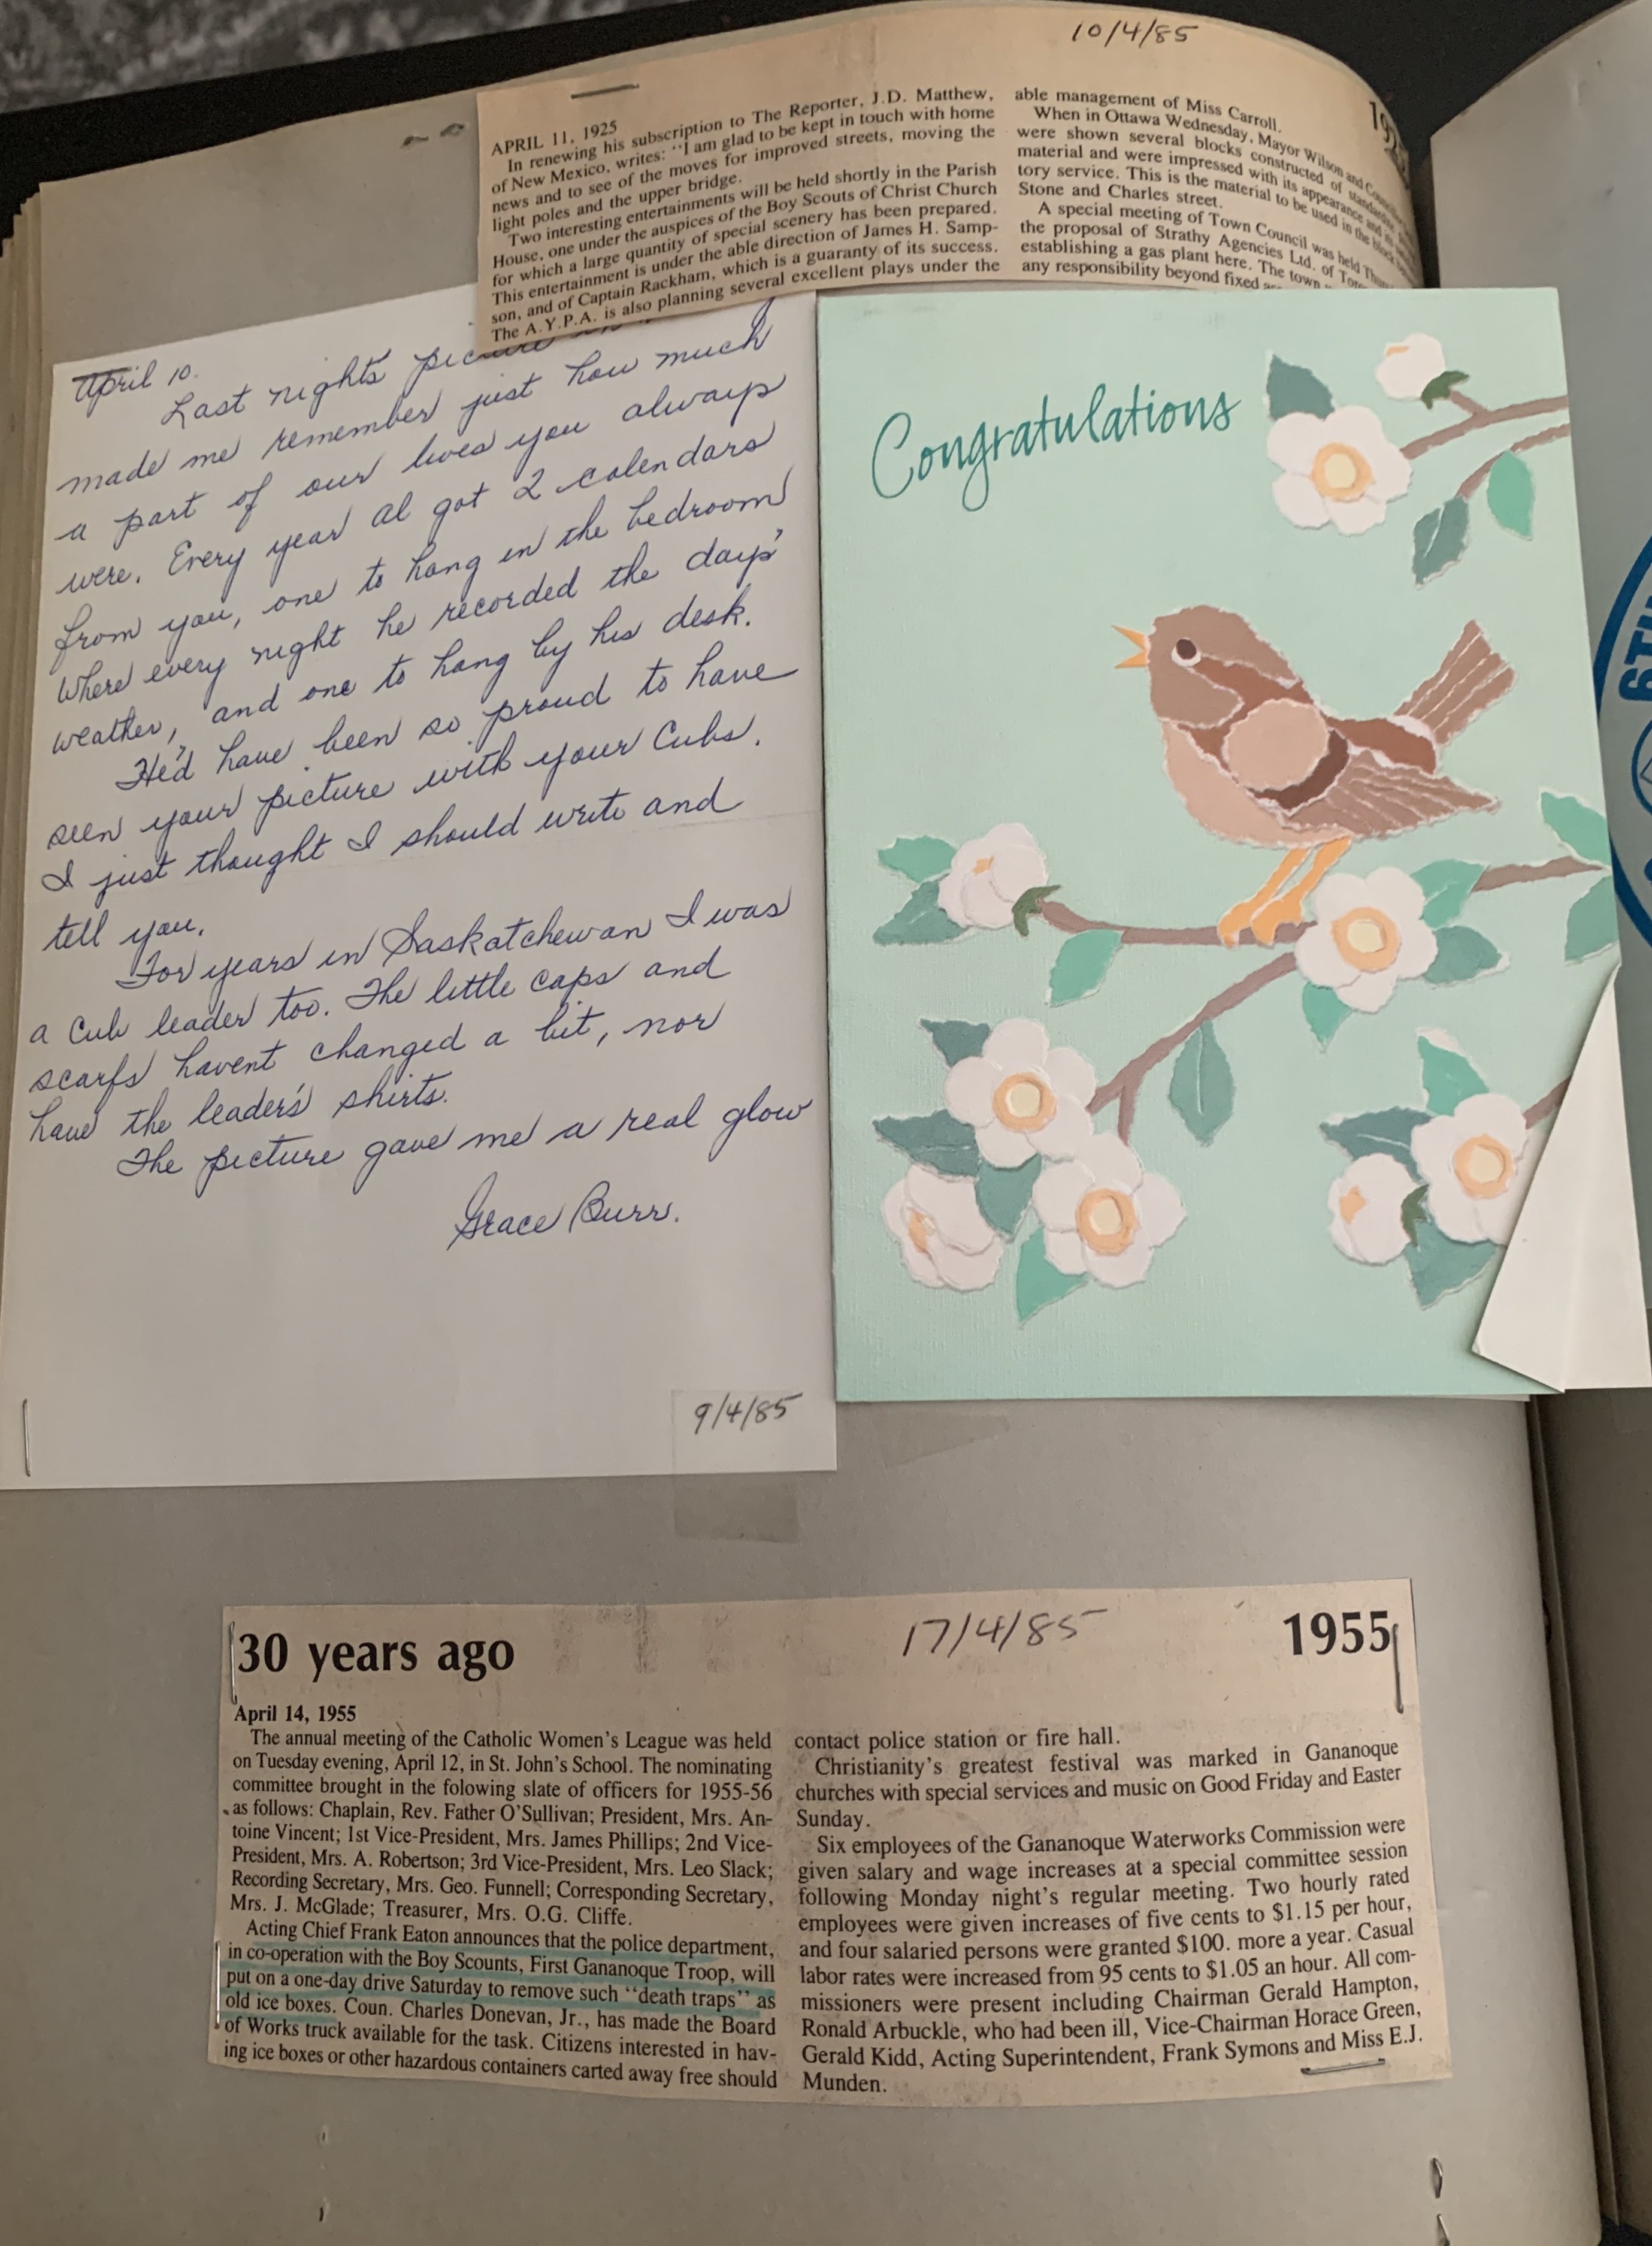 10/4/85
APRIL 11, 1925
In renewing his subscription to The Reporter, J.D. Matthew,
of New Mexico, writes: "I am glad to be kept in touch with home
news and to see of the moves for improved streets, moving the
light poles and the upper bridge.
Two interesting entertainments will be held shortly in the Parish
House, one under the auspices of the Boy Scouts of Christ Church
for which a large quantity of special scenery has been prepared.
This entertainment is under the able direction of James H. Samp-
son, and of Captain Rackham, which is a guaranty of its success.
The A.Y.P.A. is also planning several excellent plays under the
able management of Miss Carroll.
When in Ottawa Wednesday, Mayor Wilson and
were shown several blocks constructed of
material and were impressed with its appearance and
tory service. This is the material to be used in the block
Stone and Charles street.
A special meeting of Town Council was held
the proposal of Strathy Agencies Ltd. of
establishing a gas plant here. The town
any responsibility beyond fixed
April 10.
Last nights picture
made me remember just how much
a part of our lives you always
were. Every year Al got 2 calendars
from you, one to hang in the bedroom
where every night he recorded the days'
weather, and one to hang by his desk.
He'd have been so proud to have
seen your picture with your Cubs.
I just thought I should write and
tell you.
For years in Saskatchewan I was
a Cub leader too. The little caps and
scarfs havent changed a bit, nor
have the leader's shirts.
The picture gave me a real glow
Grace Burr.
9/4/85
Congratulations
30 years ago
17/4/85
1955
April 14, 1955
The annual meeting of the Catholic Women's League was held
on Tuesday evening, April 12, in St. John's School. The nominating
committee brought in the folowing slate of officers for 1955-56
as follows: Chaplain, Rev. Father O'Sullivan; President, Mrs. An-
toine Vincent; 1st Vice-President, Mrs. James Phillips; 2nd Vice-
President, Mrs. A. Robertson; 3rd Vice-President, Mrs. Leo Slack;
Recording Secretary, Mrs. Geo. Funnell; Corresponding Secretary,
Mrs. J. McGlade; Treasurer, Mrs. O.G. Cliffe.
Acting Chief Frank Eaton announces that the police department,
in co-operation with the Boy Scounts, First Gananoque Troop, will
put on a one-day drive Saturday to remove such "death traps" as
old ice boxes. Coun. Charles Donevan, Jr., has made the Board
of Works truck available for the task. Citizens interested in hav-
ing ice boxes or other hazardous containers carted away free should
contact police station or fire hall.
Christianity's greatest festival was marked in Gananoque
churches with special services and music on Good Friday and Easter
Sunday.
Six employees of the Gananoque Waterworks Commission were
given salary and wage increases at a special committee session
following Monday night's regular meeting. Two hourly rated
employees were given increases of five cents to $1.15 per hour,
and four salaried persons were granted $100. more a year. Casual
labor rates were increased from 95 cents to $1.05 an hour. All com-
missioners were present including Chairman Gerald Hampton,
Ronald Arbuckle, who had been ill, Vice-Chairman Horace Green,
Gerald Kidd, Acting Superintendent, Frank Symons and Miss E.J.
Munden.